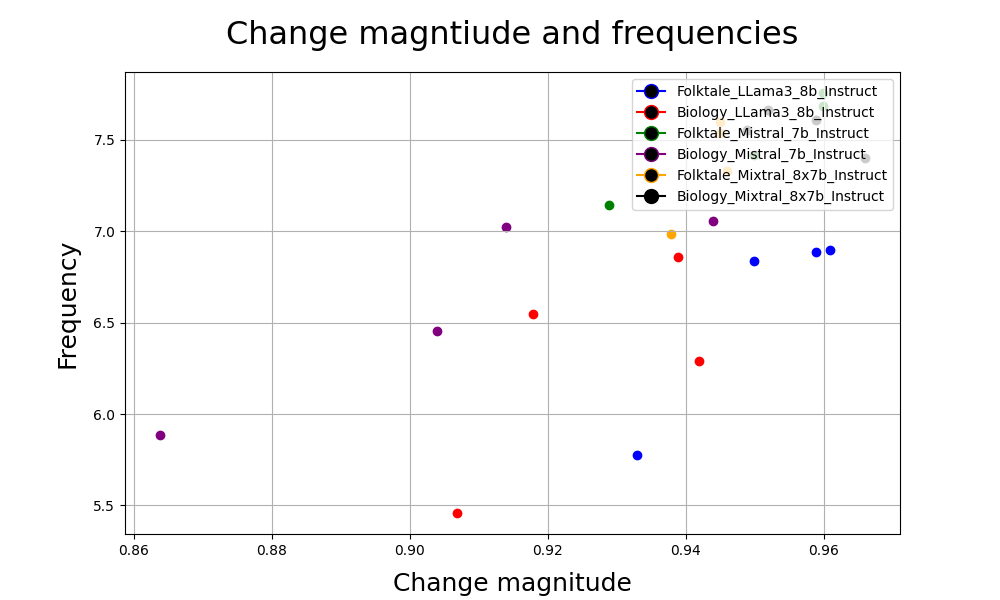 Change magntiude and frequencies
Folktale_LLama3_8b_Instruct
Biology_LLama3_8b_Instruct
Folktale_Mistral_7b_Instruct
Biology_Mistral_7b_Instruct
Folktale_Mixtral_8x7b_Instruct
Biology_Mixtral_8x7b_Instruct
Frequency
7.5
7.0
6.5
6.0
5.5
0.86 0.88 0.90 0.92 0.94 0.96
Change magnitude